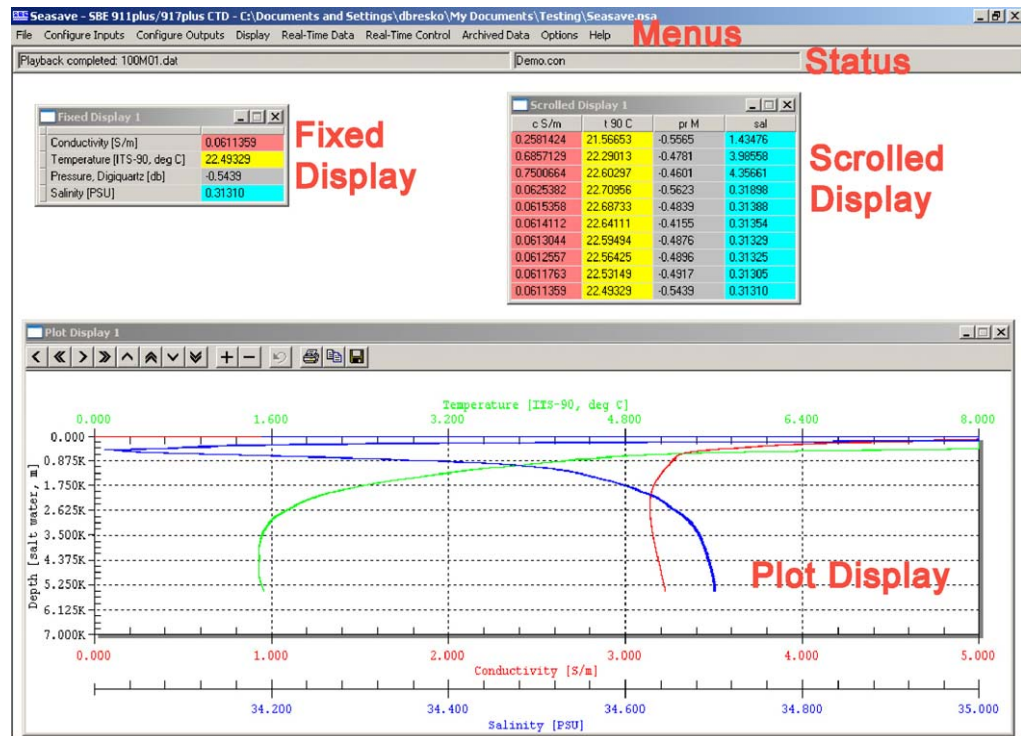 Seasave - SBE 911plus/917plus CTD - C:\Documents and Settings\dbresko\My Documents\Testing\Seasave.psa
File Configure Inputs Configure Outputs Display Real-Time Data Real-Time Control Archived Data Options Help
Menus
Playback completed: 100M01.dat Demo.con
Status
Fixed Display 1
Conductivity [S/m] 0.0611359
Temperature [ITS-90, deg C] 22.49329
Pressure, Digiquartz [db] -0.5439
Salinity [PSU] 0.31310
Fixed
Display
Scrolled Display 1
c S/m t 90 C pr M sal
0.2581424 21.56653 -0.5565 1.43476
0.6857129 22.29013 -0.4781 3.98558
0.7500664 22.60297 -0.4601 4.35661
0.0625382 22.70956 -0.5623 0.31898
0.0615358 22.68733 -0.4839 0.31388
0.0614112 22.64111 -0.4155 0.31354
0.0613044 22.59494 -0.4876 0.31329
0.0612557 22.56425 -0.4896 0.31325
0.0611763 22.53149 -0.4917 0.31305
0.0611359 22.49329 -0.5439 0.31310
Scrolled
Display
Plot Display 1
Temperature [ITS-90, deg C]
0.000 1.600 3.200 4.800 6.400 8.000
Depth [salt water, m]
0.000
0.875K
1.750K
2.625K
3.500K
4.375K
5.250K
6.125K
7.000K
Plot Display
0.000 1.000 2.000 3.000 4.000 5.000
Conductivity [S/m]
34.200 34.400 34.600 34.800 35.000
Salinity [PSU]